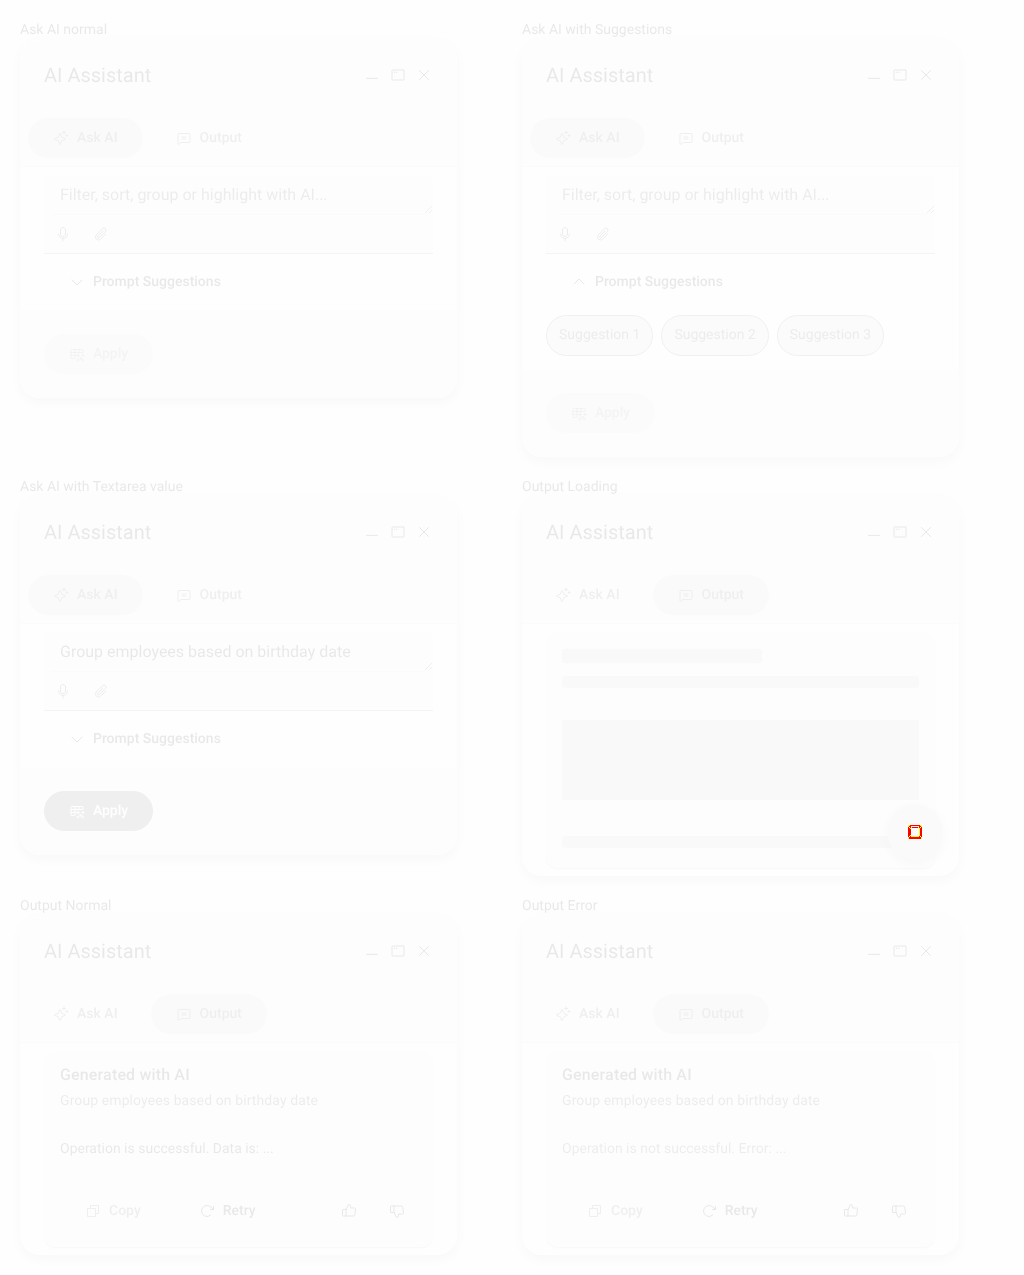 Ask AI normal
AI Assistant
Ask AI
Output
Filter, sort, group or highlight with AI...
Prompt Suggestions
Apply
Ask AI with Suggestions
AI Assistant
Ask AI
Output
Filter, sort, group or highlight with AI...
Prompt Suggestions
Suggestion 1
Suggestion 2
Suggestion 3
Apply
Ask AI with Textarea value
AI Assistant
Ask AI
Output
Group employees based on birthday date
Prompt Suggestions
Apply
Output Loading
AI Assistant
Ask AI
Output
Output Normal
AI Assistant
Ask AI
Output
Generated with AI
Group employees based on birthday date
Operation is successful. Data is: ...
Copy
Retry
Output Error
AI Assistant
Ask AI
Output
Generated with AI
Group employees based on birthday date
Operation is not successful. Error: ...
Copy
Retry